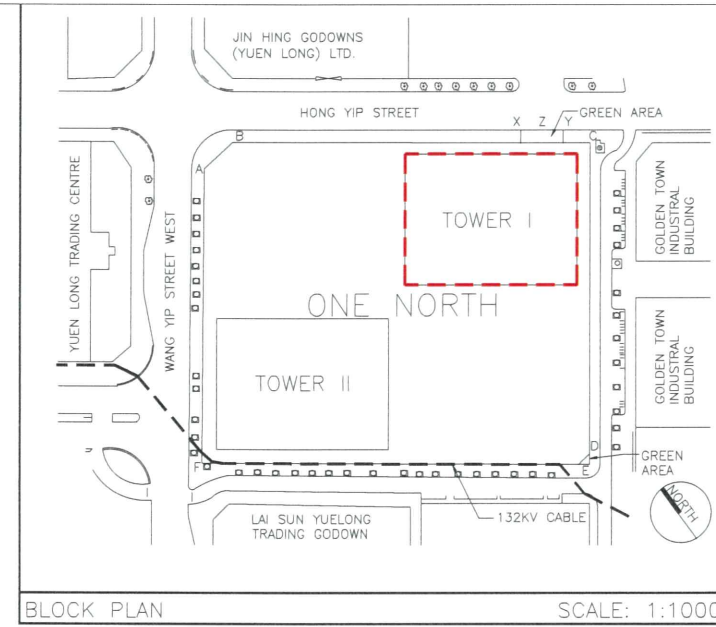 JIN HING GODOWNS
(YUEN LONG) LTD.
HONG YIP STREET
X Z Y
GREEN AREA
B
C
A
YUEN LONG TRADING CENTRE
WANG YIP STREET WEST
TOWER I
GOLDEN TOWN
INDUSTRAL
BUILDING
ONE NORTH
TOWER II
GOLDEN TOWN
INDUSTRAL
BUILDING
D
F
E
GREEN
AREA
132KV CABLE
LAI SUN YUELONG
TRADING GODOWN
NORTH
BLOCK PLAN
SCALE: 1:1000